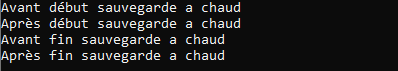 Avant début sauvegarde a chaud
Après début sauvegarde a chaud
Avant fin sauvegarde a chaud
Après fin sauvegarde a chaud